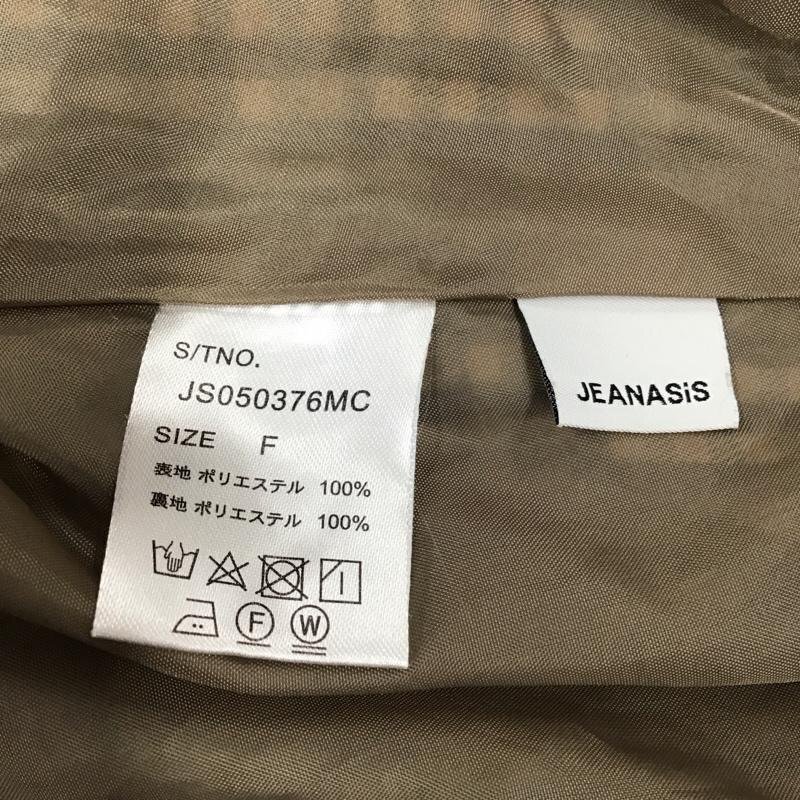 S/TNO.
JS050376MC
SIZE F
表地 ポリエステル 100%
裏地 ポリエステル 100%
F W
JEANASiS